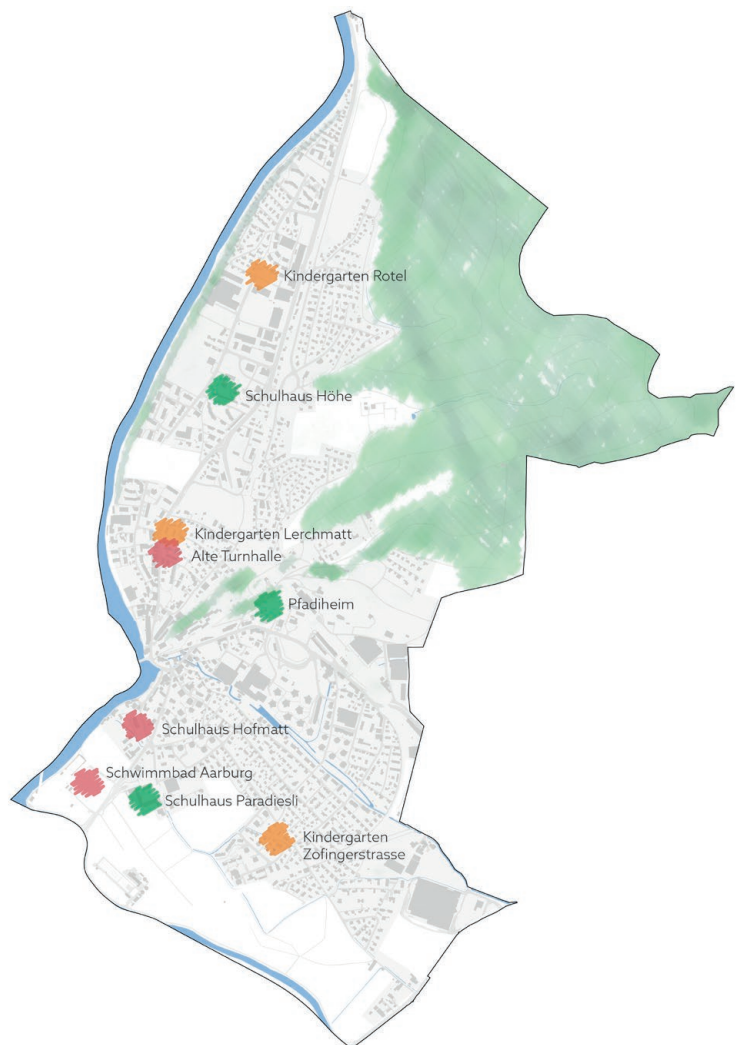 Kindergarten Rotel
Schulhaus Höhe
Kindergarten Lerchmatt
Alte Turnhalle
Pfadiheim
Schulhaus Hofmatt
Schwimmbad Aarburg
Schulhaus Paradiesli
Kindergarten
Zofingerstrasse